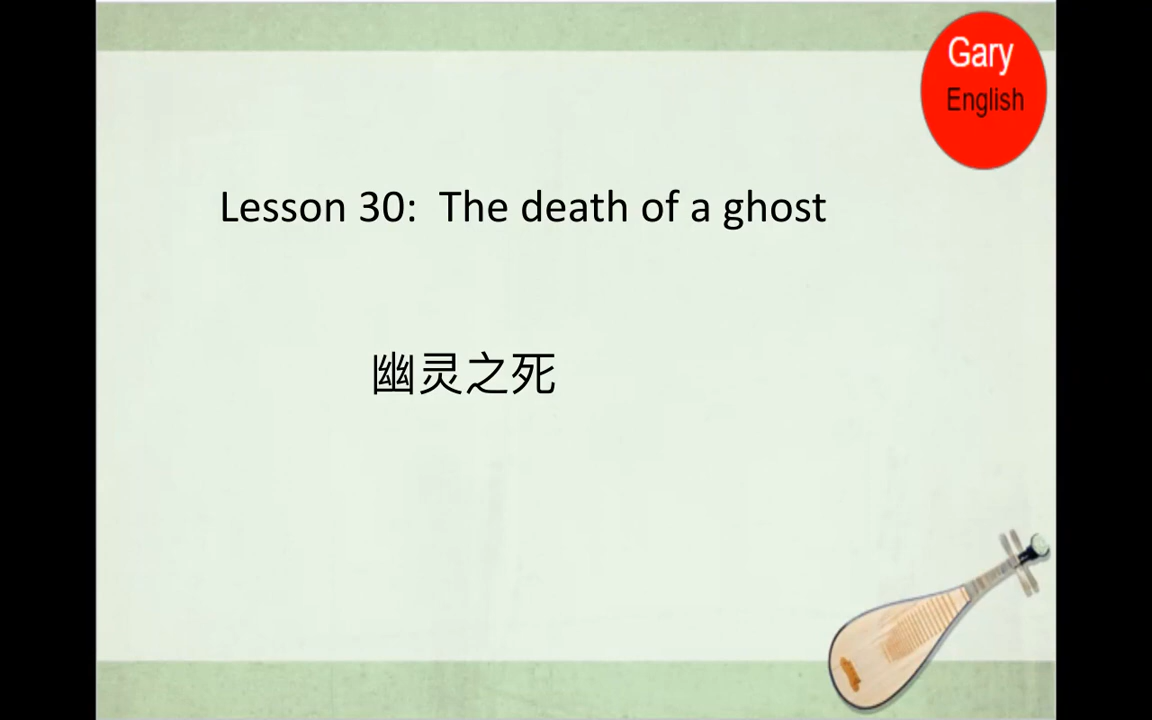 Gary
English
Lesson 30:  The death of a ghost
幽灵之死